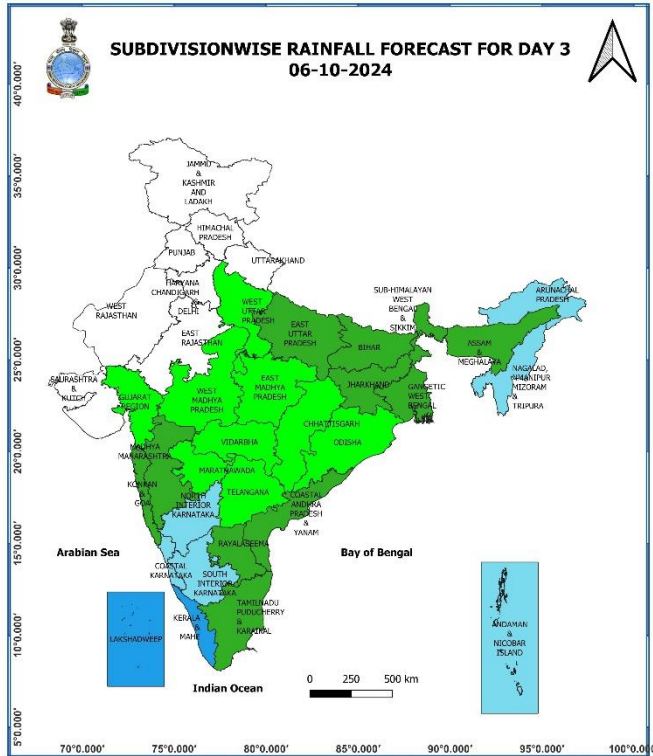 SUBDIVISIONWISE RAINFALL FORECAST FOR DAY 3
06-10-2024
40°0.000'
35°0.000'
30°0.000'
25°0.000'
20°0.000'
15°0.000'
10°0.000'
5°0.000'
JAMMU
&
KASHMIR
AND
LADAKH
HIMACHAL
PRADESH
PUNJAB
UTTARAKHAND
HARYANA
CHANDIGARH
&
DELHI
WEST
RAJASTHAN
EAST
RAJASTHAN
WEST
UTTAR
PRADESH
EAST
UTTAR
PRADESH
SUB-HIMALAYAN
WEST
BENGAL
&
SIKKIM
ARUNACHAL
PRADESH
ASSAM
&
MEGHALAYA
NAGALAD,
MANIPUR
MIZORAM
&
TRIPURA
BIHAR
JHARKHAND
GANGETIC
WEST
BENGAL
SAURASHTRA
&
KUTCH
GUJARAT
REGION
WEST
MADHYA
PRADESH
EAST
MADHYA
PRADESH
CHHATTISGARH
ODISHA
VIDARBHA
MADHYA
MAHARASHTRA
MARATHAWADA
KONKAN
&
GOA
TELANGANA
NORTH
INTERIOR
KARNATAKA
COASTAL
ANDHRA
PRADESH
&
YANAM
RAYALASEEMA
COASTAL
KARNATAKA
SOUTH
INTERIOR
KARNATAKA
TAMILNADU
PUDUCHERRY
&
KARAIKAL
KERALA
&
MAHE
LAKSHADWEEP
ANDAMAN
&
NICOBAR
ISLAND
Arabian Sea
Bay of Bengal
Indian Ocean
0 250 500 km
70°0.000' 75°0.000' 80°0.000' 85°0.000' 90°0.000' 95°0.000' 100°0.000'